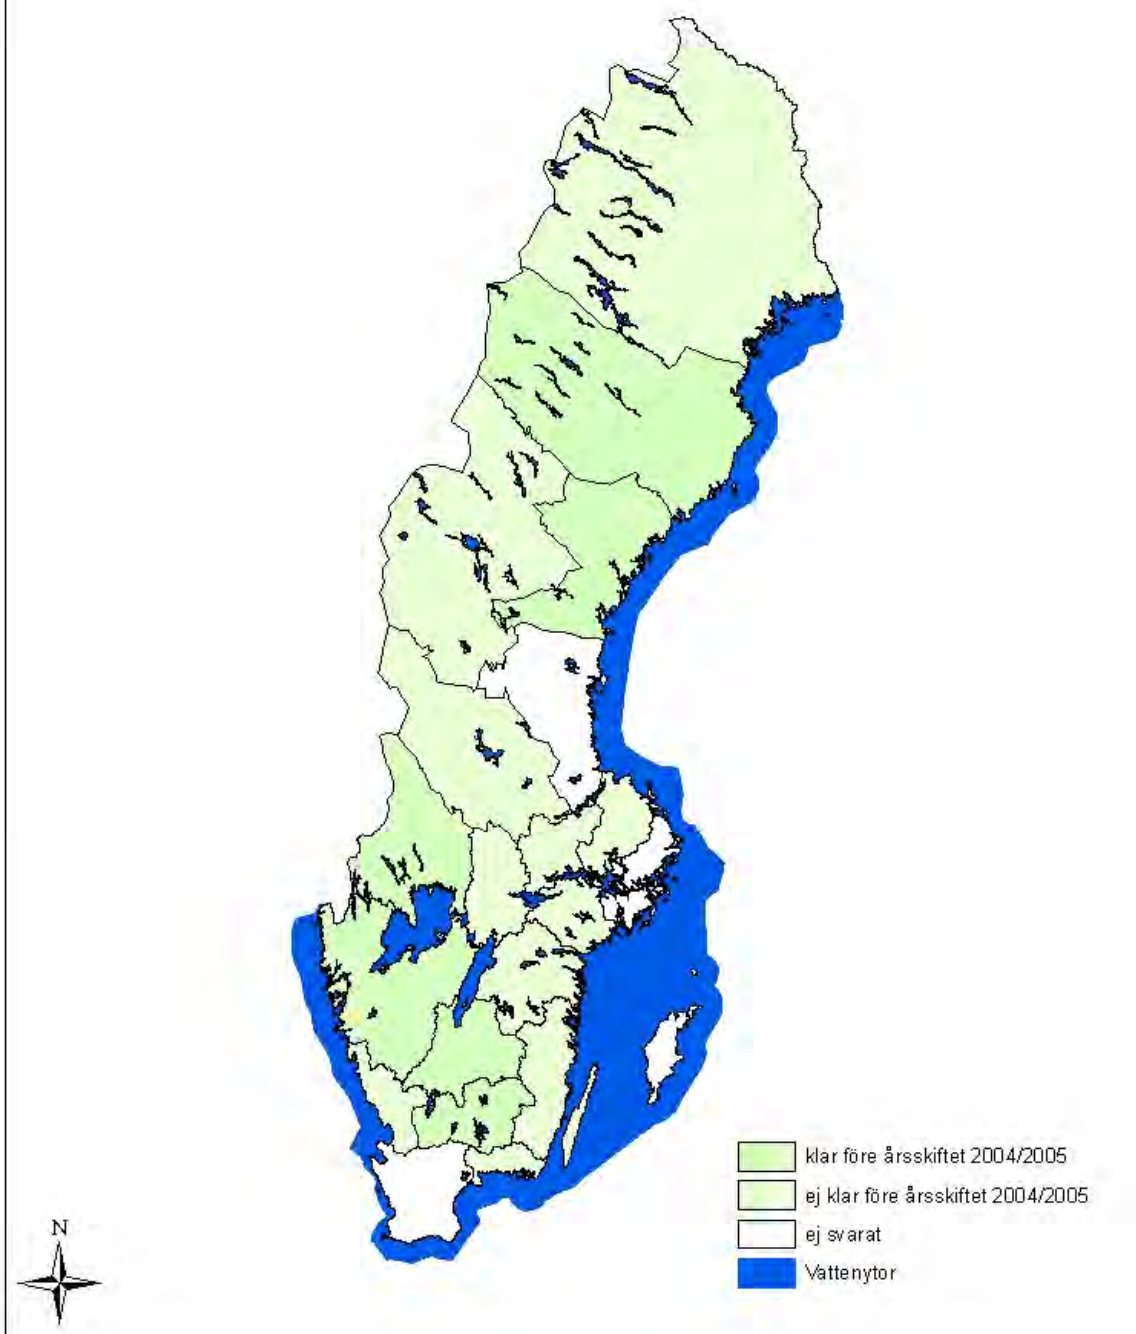 klar före årsskiftet 2004/2005
ej klar före årsskiftet 2004/2005
ej svarat
Vattenytor
N